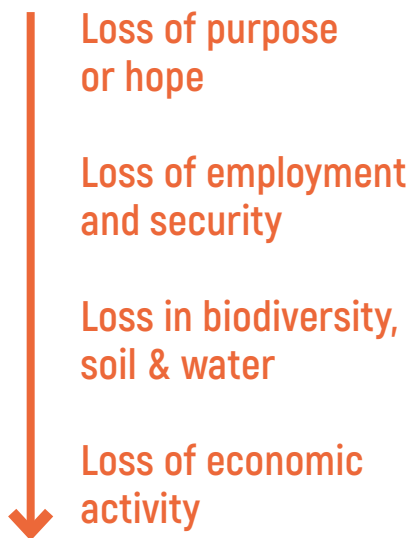 Loss of purpose
or hope
Loss of employment
and security
Loss in biodiversity,
soil & water
Loss of economic
activity